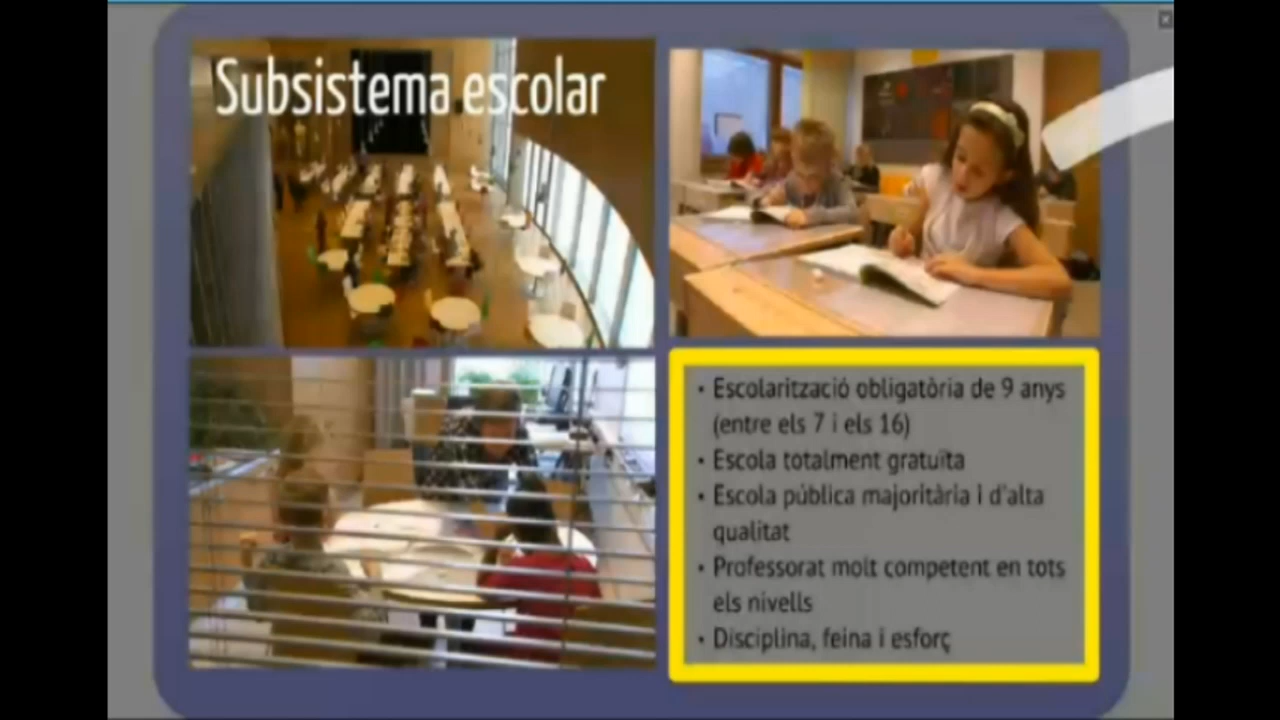 Subsistema escolar
• Escolarització obligatòria de 9 anys
(entre els 7 i els 16)
• Escola totalment gratuïta
• Escola pública majoritària i d'alta
qualitat
• Professorat molt competent en tots
els nivells
• Disciplina, feina i esforç